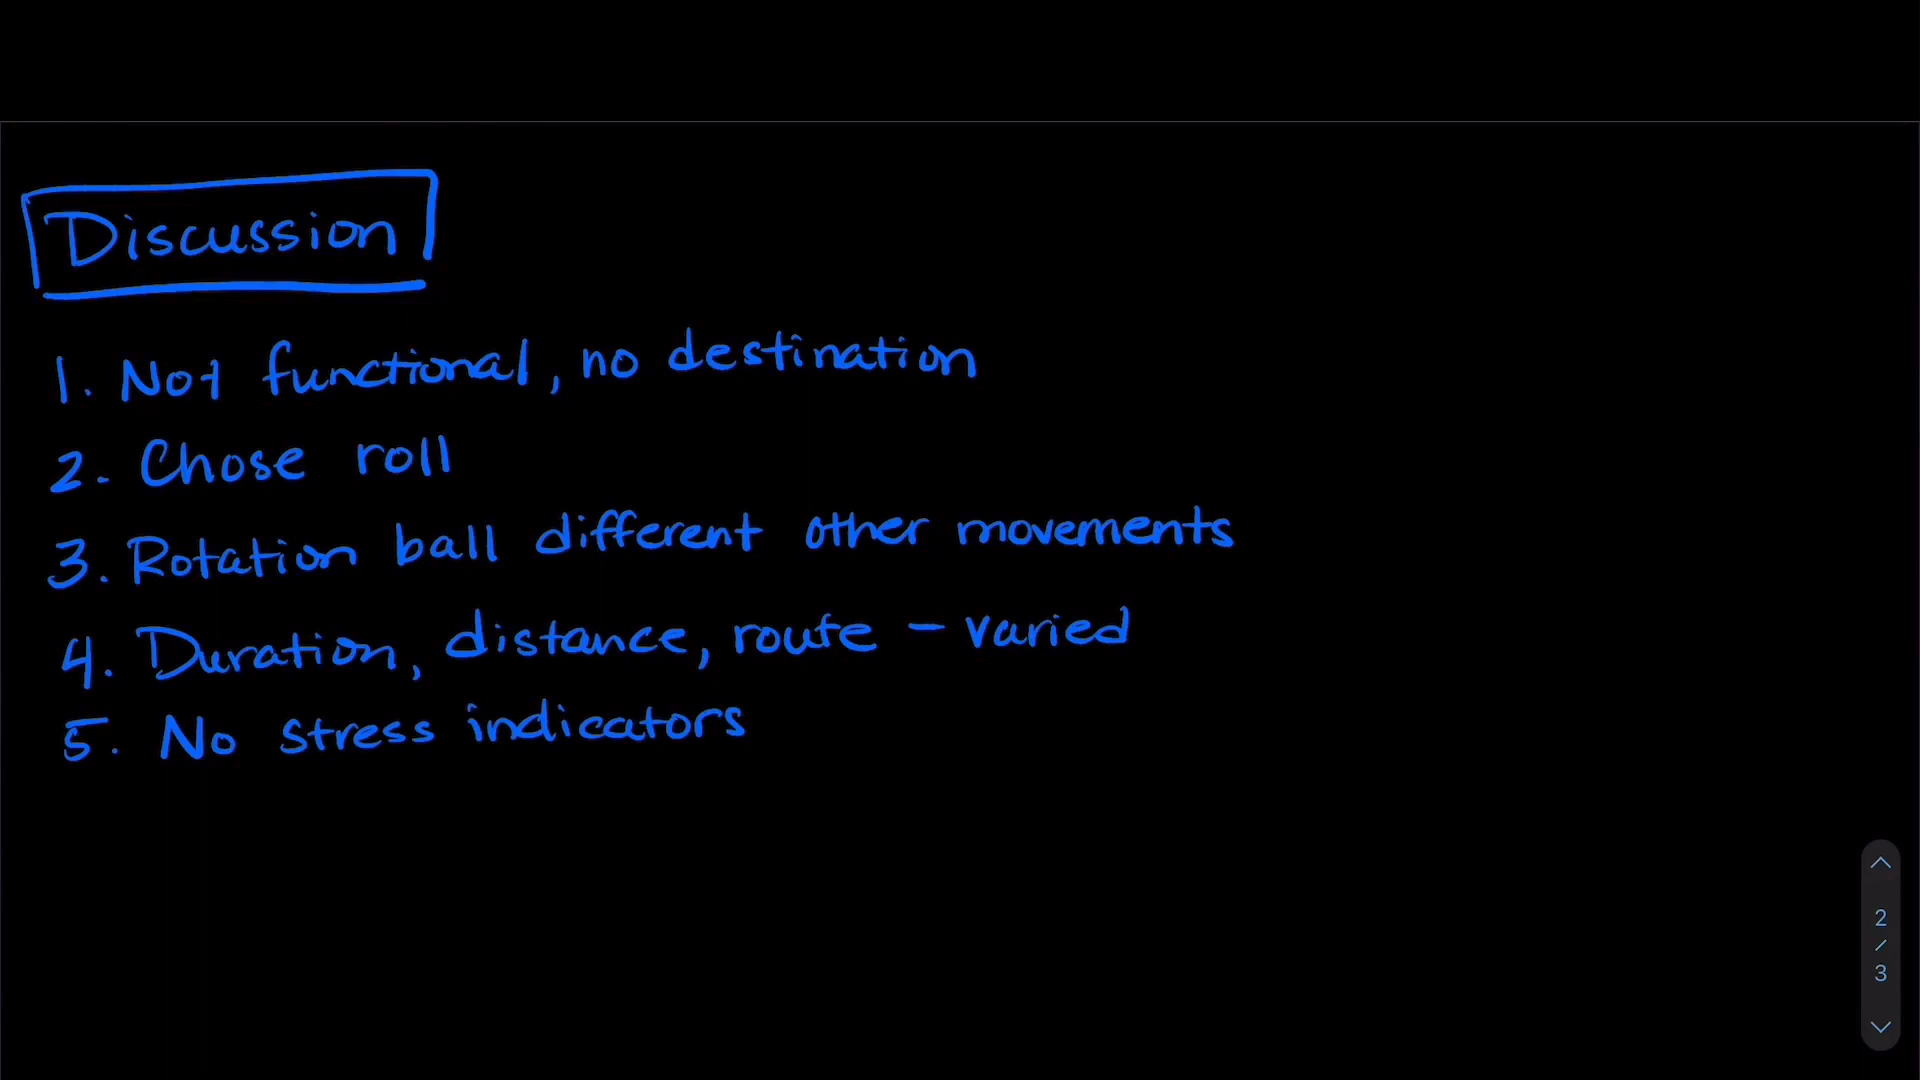 Discussion
1. Not functional, no destination
2. Chose roll
3. Rotation ball different other movements
4. Duration, distance, route - varied
5. No stress indicators
2
/
3